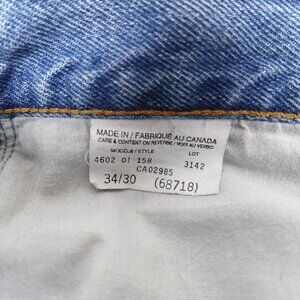 MADE IN / FABRIQUÉ AU CANADA
CARE & CONTENT ON REVERSE / VOIR AU VERSO
MODÈLE / STYLE LOT
4602 01 158 3142
CA02985
34/30 (68718)